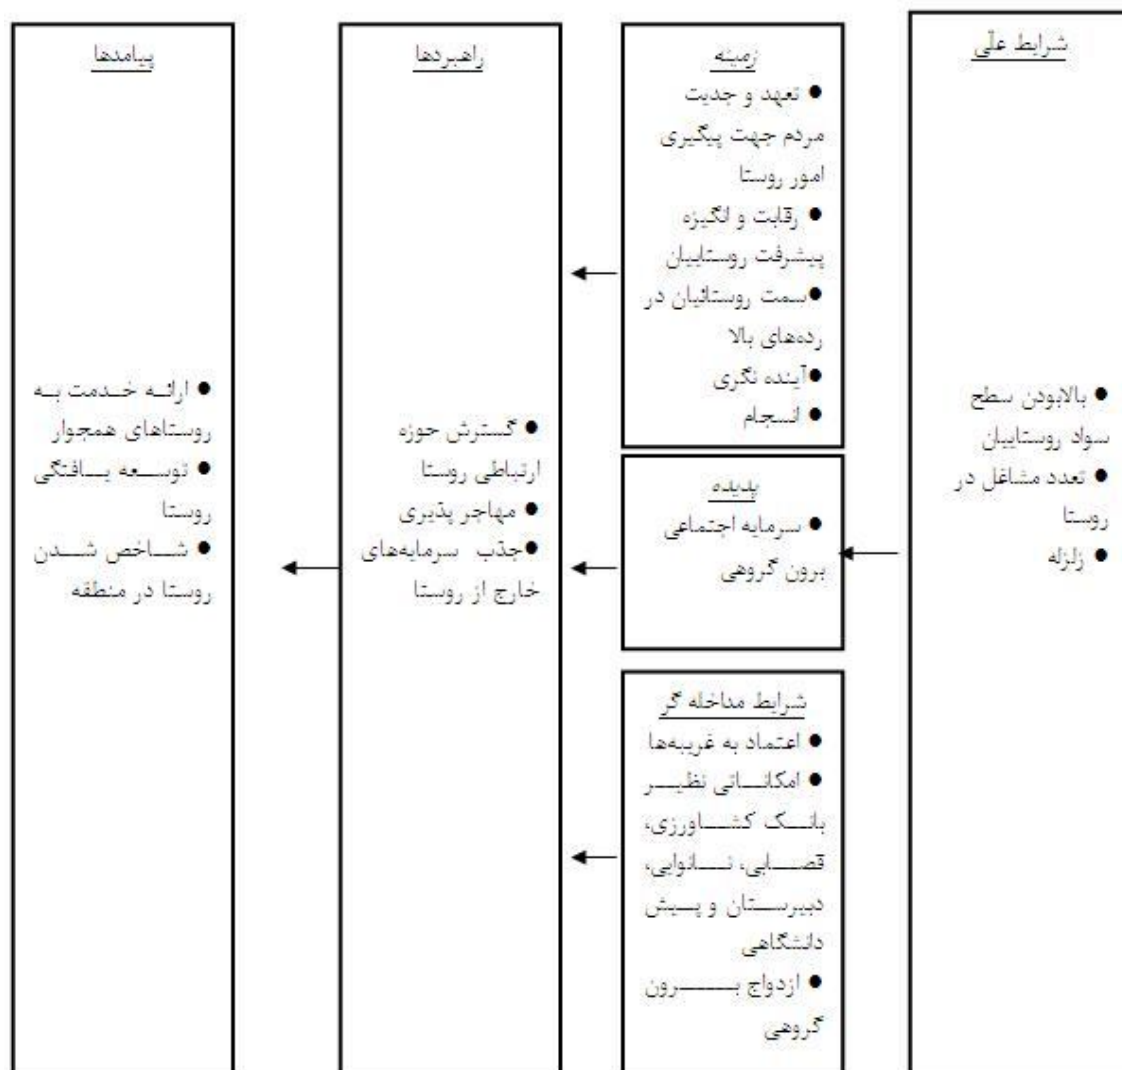 شرایط علّی
● بالابودن سطح
سواد روستاییان
● تعدد مشاغل در
روستا
● زلزله
زمینه
● تعهد و جدیت
مردم جهت پیگیری
امور روستا
● رقابت و انگیزه
پیشرفت روستاییان
●سمت روستائیان در
رده‌های بالا
●آینده نگری
● انسجام
پدیده
● سرمایه اجتماعی
برون گروهی
شرایط مداخله گر
● اعتماد به غریبه‌ها
● امکاناتی نظیر
بانک کشاورزی،
قصابی، نانوایی،
دبیرستان و پیش
دانشگاهی
● ازدواج برون
گروهی
راهبردها
● گسترش حوزه
ارتباطی روستا
● مهاجر پذیری
●جذب سرمایه‌های
خارج از روستا
پیامدها
● ارائه خدمت به
روستاهای همجوار
● توسعه یافتگی
روستا
● شاخص شدن
روستا در منطقه